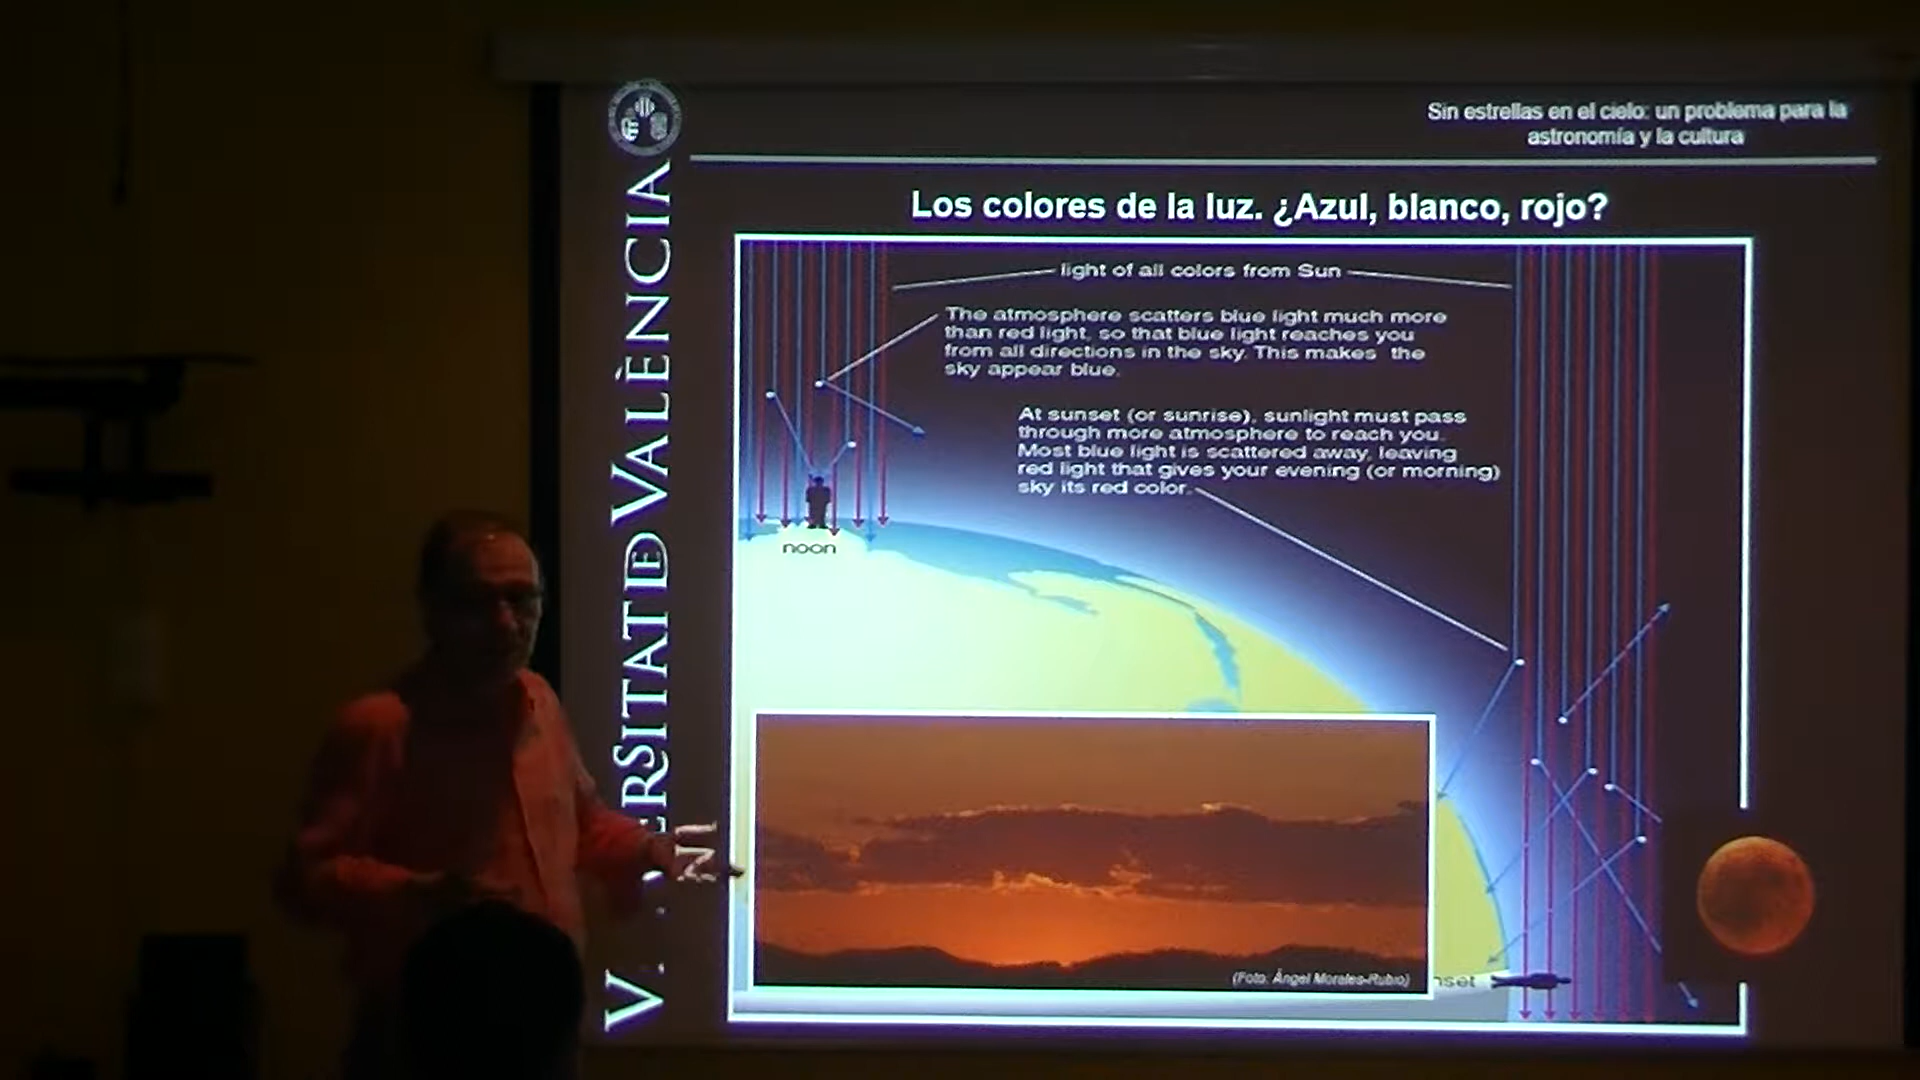 Sin estrellas en el cielo: un problema para la
astronomía y la cultura
VNIVERSITATDEVALÈNCIA
Los colores de la luz. ¿Azul, blanco, rojo?
light of all colors from Sun
The atmosphere scatters blue light much more
than red light, so that blue light reaches you
from all directions in the sky. This makes the
sky appear blue.
At sunset (or sunrise), sunlight must pass
through more atmosphere to reach you.
Most blue light is scattered away, leaving
red light that gives your evening (or morning)
sky its red color.
noon
(Foto: Ángel Morales-Rubio)
nset